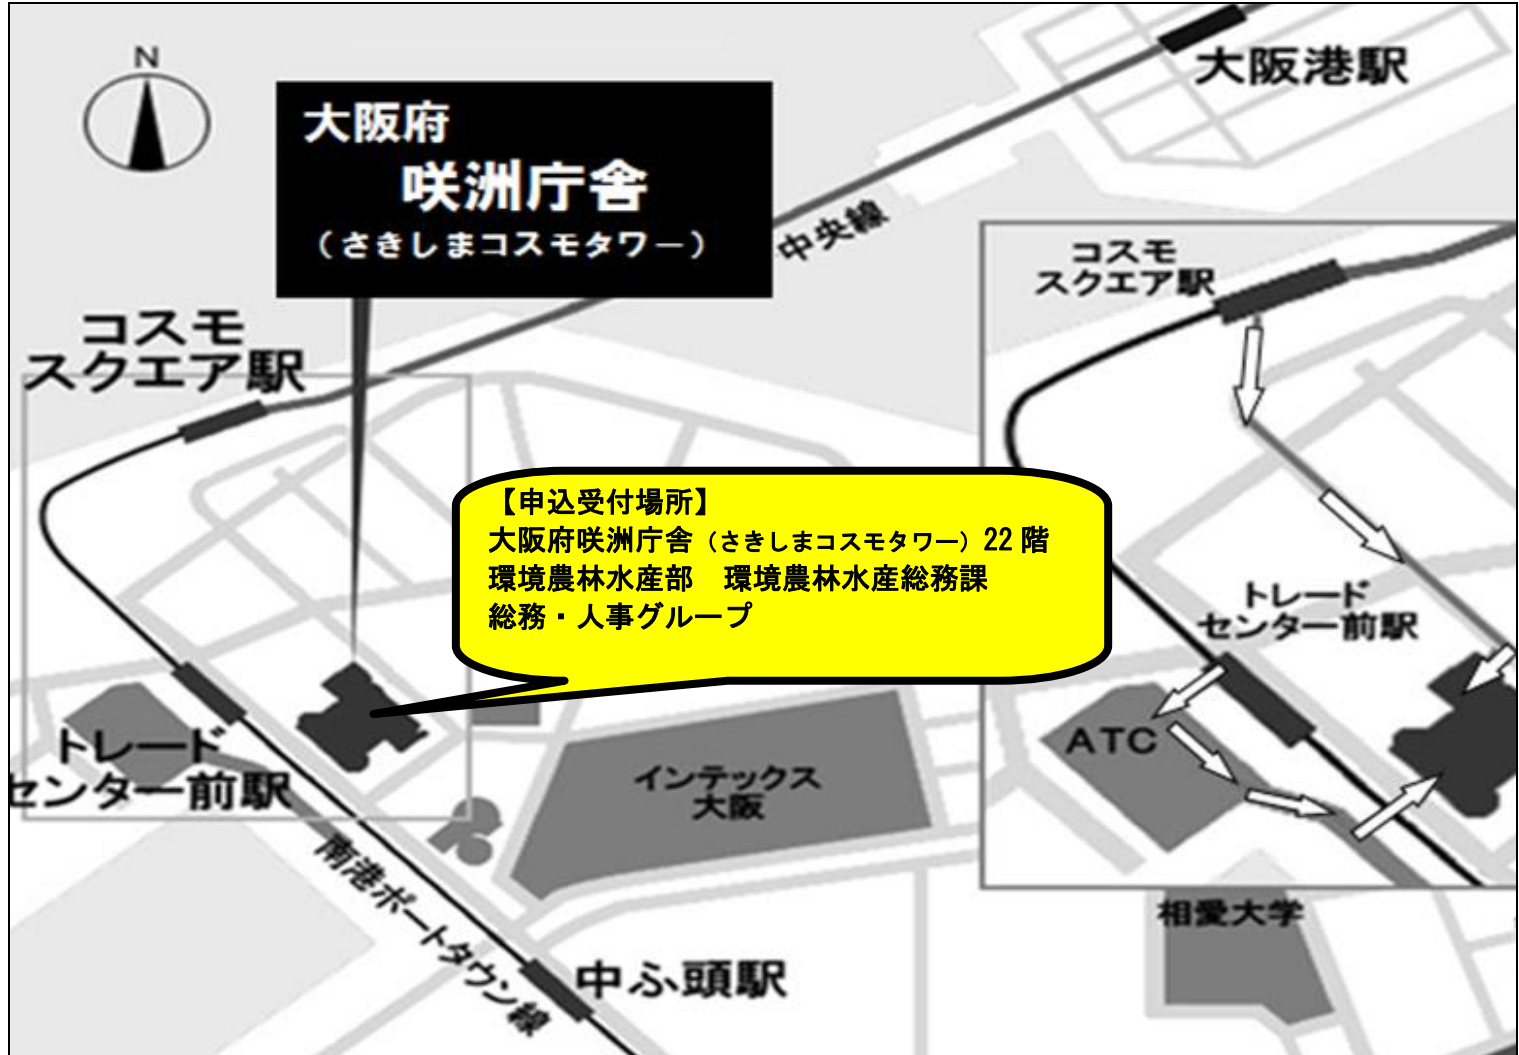 N
大阪府
咲洲庁舎
（さきしまコスモタワー）
大阪港駅
中央線
コスモ
スクエア駅
コスモ
スクエア駅
【申込受付場所】
大阪府咲洲庁舎（さきしまコスモタワー）22階
環境農林水産部　環境農林水産総務課
総務・人事グループ
トレード
センター前駅
ATC
トレード
センター前駅
インテックス
大阪
南港ポートタウン線
中ふ頭駅
相愛大学